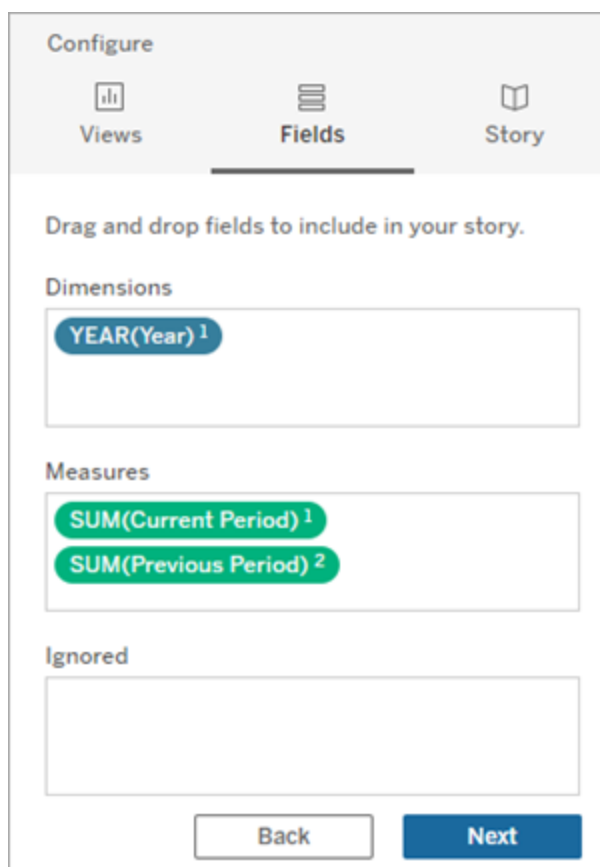 Configure
Views Fields Story
Drag and drop fields to include in your story.
Dimensions
YEAR(Year) 1
Measures
SUM(Current Period) 1
SUM(Previous Period) 2
Ignored
Back Next